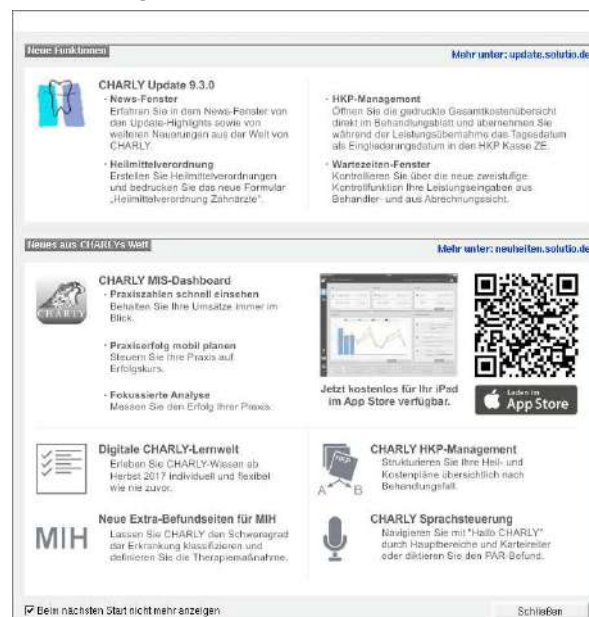 Neue Funktionen
Mehr unter: update.solutio.de
CHARLY Update 9.3.0
- News-Fenster
Erfahren Sie in dem News-Fenster von
den Update-Highlights sowie von
weiteren Neuerungen aus der Welt von
CHARLY.
- Heilmittelverordnung
Erstellen Sie Heilmittelverordnungen
und bedrucken Sie das neue Formular
„Heilmittelverordnung Zahnärzte".
- HKP-Management
Öffnen Sie die gedruckte Gesamtkostenübersicht
direkt im Behandlungsblatt und übernehmen Sie
während der Leistungsübernahme das Tagesdatum
als Eingliederungsdatum in den HKP Kasse ZE.
- Wartezeiten-Fenster
Kontrollieren Sie über die neue zweistufige
Kontrollfunktion Ihre Leistungseingaben aus
Behandler- und aus Abrechnungssicht.
Neues aus CHARLYs Welt
Mehr unter: neuheiten.solutio.de
CHARLY
CHARLY MIS-Dashboard
- Praxiszahlen schnell einsehen
Behalten Sie Ihre Umsätze immer im
Blick.
- Praxiserfolg mobil planen
Steuern Sie Ihre Praxis auf
Erfolgskurs.
- Fokussierte Analyse
Messen Sie den Erfolg Ihrer Praxis.
Jetzt kostenlos für Ihr iPad
im App Store verfügbar.
Laden im
App Store
Digitale CHARLY-Lernwelt
Erleben Sie CHARLY-Wissen ab
Herbst 2017 individuell und flexibel
wie nie zuvor.
HKP
A B
CHARLY HKP-Management
Strukturieren Sie Ihre Heil- und
Kostenpläne übersichtlich nach
Behandlungsfall.
MIH
Neue Extra-Befundseiten für MIH
Lassen Sie CHARLY den Schweregrad
der Erkrankung klassifizieren und
definieren Sie die Therapiemaßnahme.
CHARLY Sprachsteuerung
Navigieren Sie mit "Hallo CHARLY"
durch Hauptbereiche und Karteireiter
oder diktieren Sie den PAR-Befund.
Beim nächsten Start nicht mehr anzeigen
Schließen